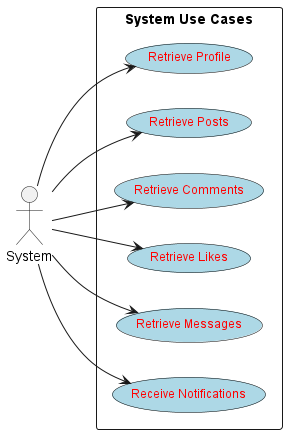 System Use Cases
Retrieve Profile
Retrieve Posts
Retrieve Comments
System
Retrieve Likes
Retrieve Messages
Receive Notifications